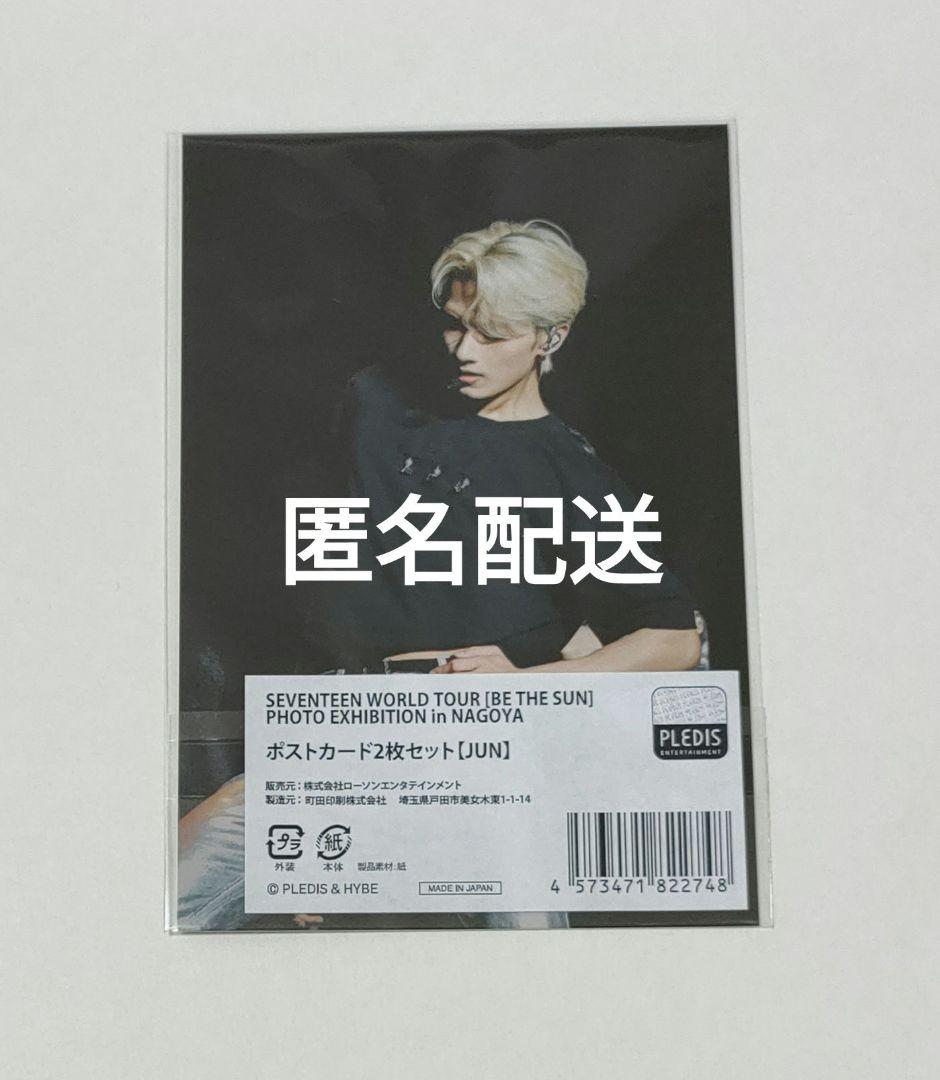 匿名配送
SEVENTEEN WORLD TOUR [BE THE SUN]
PHOTO EXHIBITION in NAGOYA
ポストカード2枚セット【JUN】
PLEDIS
ENTERTAINMENT
販売元:株式会社ローソンエンタテインメント
製造元:町田印刷株式会社 埼玉県戸田市美女木東1-1-14
プラ
紙
外装
本体
製品素材:紙
© PLEDIS & HYBE
MADE IN JAPAN
4 573471 822748